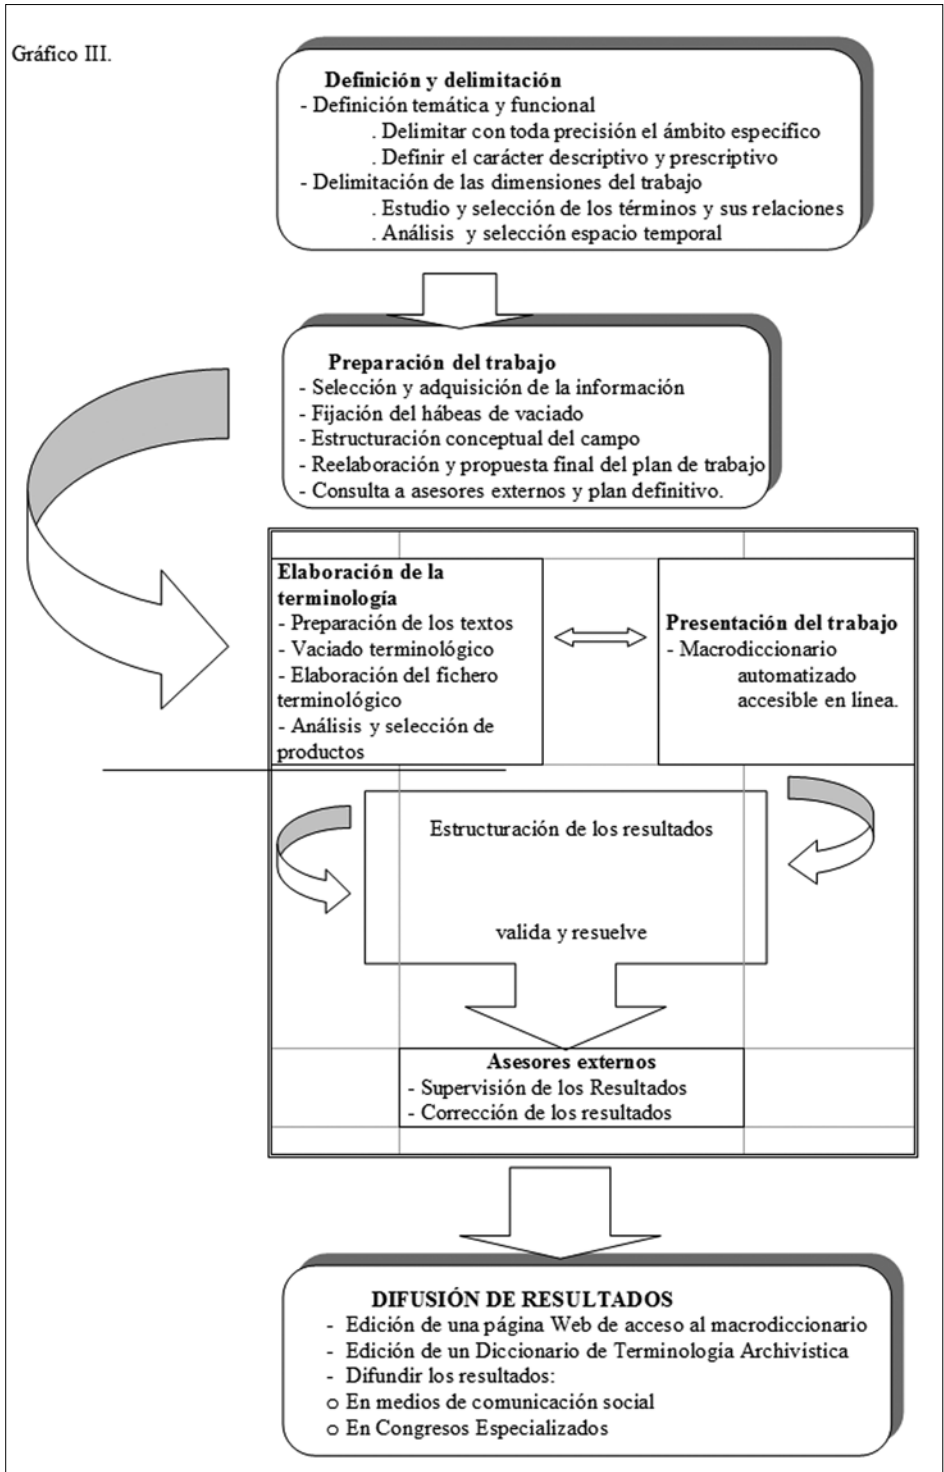 Gráfico III.
Definición y delimitación
- Definición temática y funcional
. Delimitar con toda precisión el ámbito específico
. Definir el carácter descriptivo y prescriptivo
- Delimitación de las dimensiones del trabajo
. Estudio y selección de los términos y sus relaciones
. Análisis y selección espacio temporal
Preparación del trabajo
- Selección y adquisición de la información
- Fijación del hábeas de vaciado
- Estructuración conceptual del campo
- Reelaboración y propuesta final del plan de trabajo
- Consulta a asesores externos y plan definitivo.
Elaboración de la
terminología
- Preparación de los textos
- Vaciado terminológico
- Elaboración del fichero
terminológico
- Análisis y selección de
productos
Presentación del trabajo
- Macrodiccionario
automatizado
accesible en línea.
Estructuración de los resultados
valida y resuelve
Asesores externos
- Supervisión de los Resultados
- Corrección de los resultados
DIFUSIÓN DE RESULTADOS
- Edición de una página Web de acceso al macrodiccionario
- Edición de un Diccionario de Terminología Archivística
- Difundir los resultados:
o En medios de comunicación social
o En Congresos Especializados